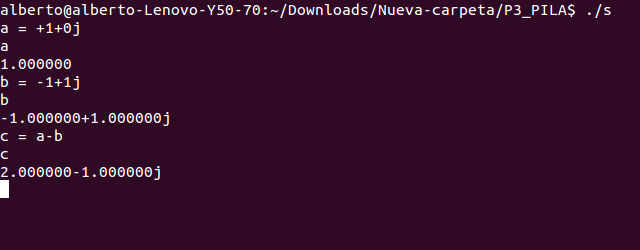 alberto@alberto-Lenovo-Y50-70:~/Downloads/Nueva-carpeta/P3_PILA$ ./s
a = +1+0j
a
1.000000
b = -1+1j
b
-1.000000+1.000000j
c = a-b
c
2.000000-1.000000j